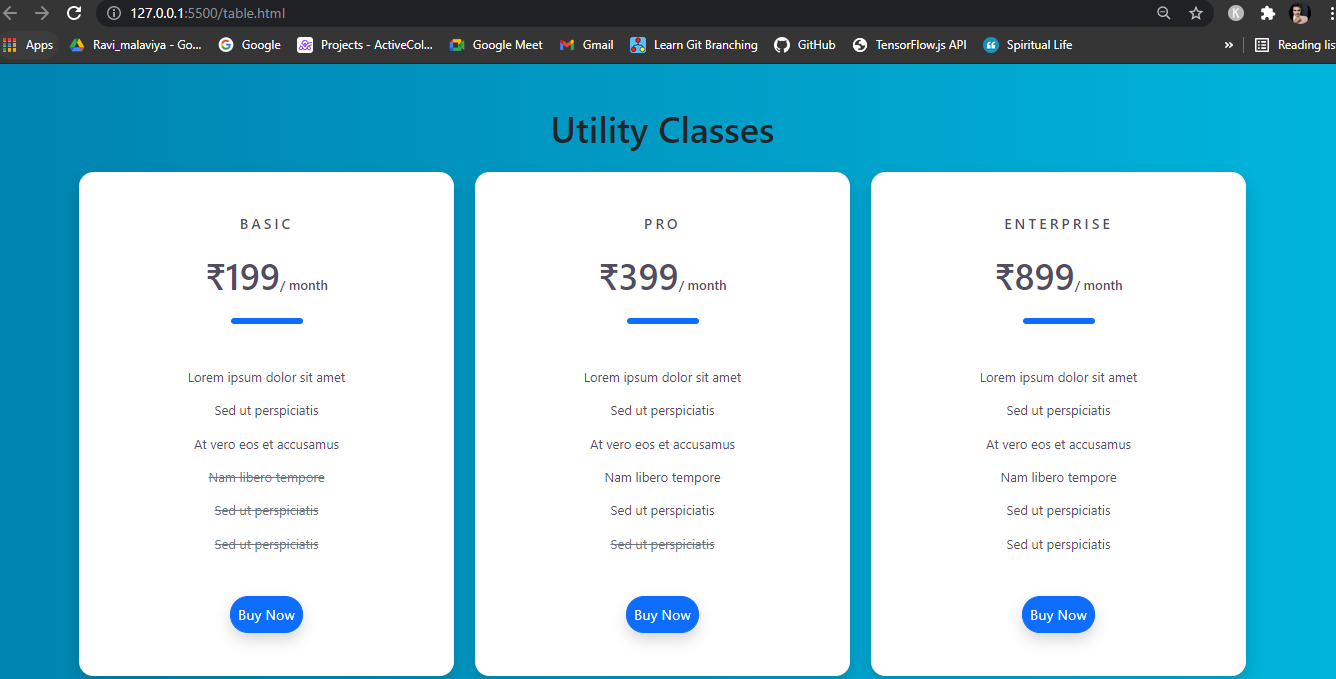 127.0.0.1:5500/table.html
K
Apps
Ravi_malaviya - Go...
Google
Projects - ActiveCol...
Google Meet
Gmail
Learn Git Branching
GitHub
TensorFlow.js API
Spiritual Life
»
Reading lis
Utility Classes
BASIC
₹199/ month
Lorem ipsum dolor sit amet
Sed ut perspiciatis
At vero eos et accusamus
Nam libero tempore
Sed ut perspiciatis
Sed ut perspiciatis
Buy Now
PRO
₹399/ month
Lorem ipsum dolor sit amet
Sed ut perspiciatis
At vero eos et accusamus
Nam libero tempore
Sed ut perspiciatis
Sed ut perspiciatis
Buy Now
ENTERPRISE
₹899/ month
Lorem ipsum dolor sit amet
Sed ut perspiciatis
At vero eos et accusamus
Nam libero tempore
Sed ut perspiciatis
Sed ut perspiciatis
Buy Now